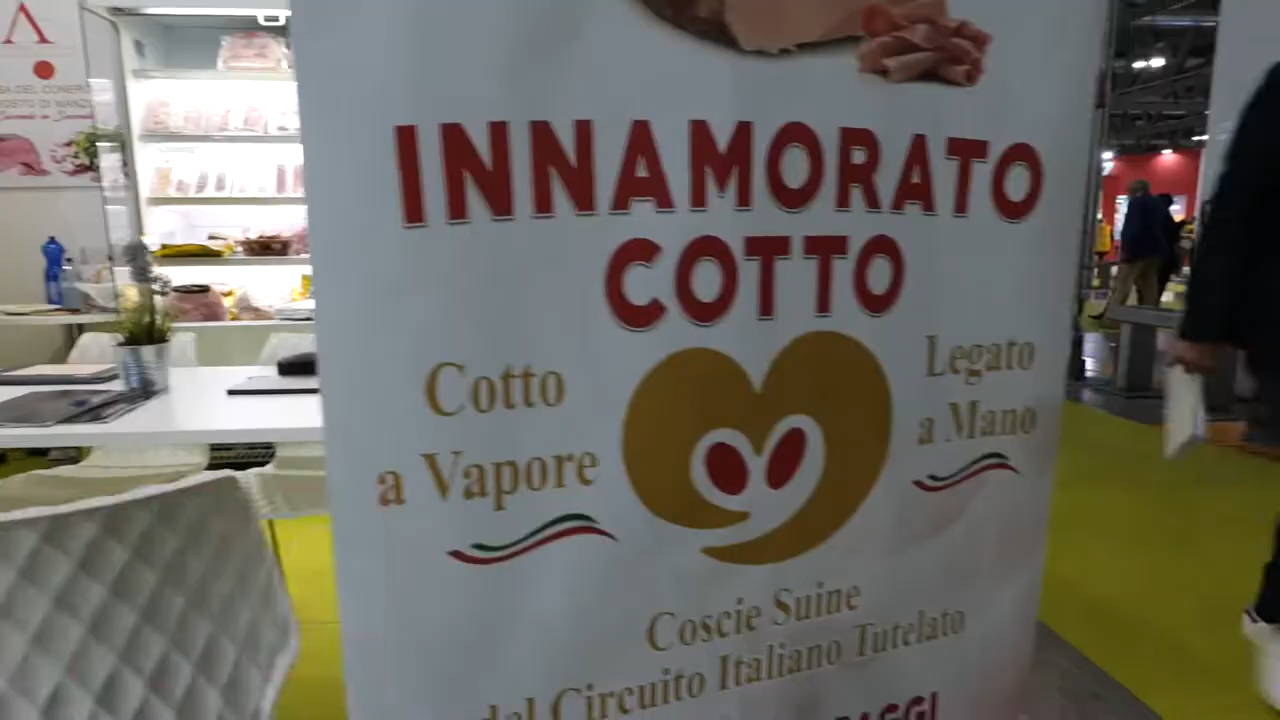 INNAMORATO
COTTO
Cotto
a Vapore
Legato
a Mano
Coscie Suine
del Circuito Italiano Tutelato